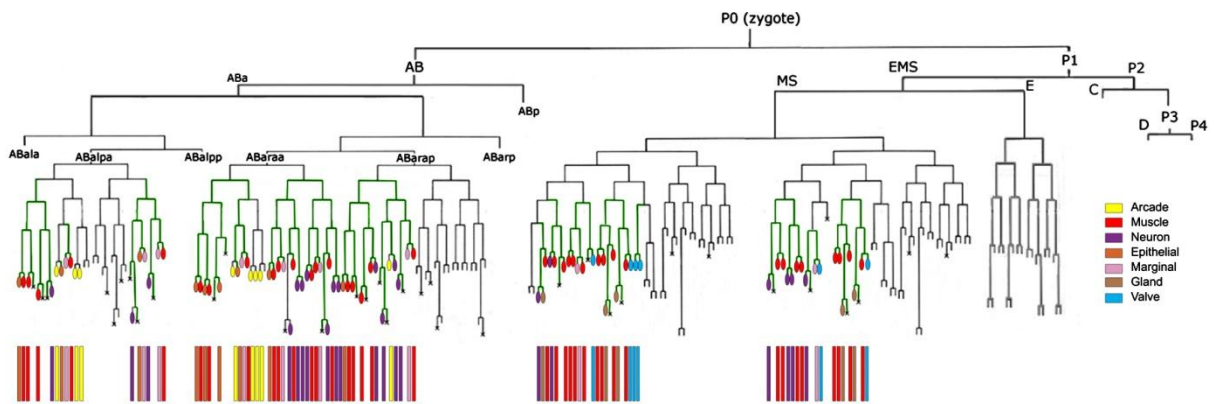 P0 (zygote)
AB
P1
ABa
EMS
P2
MS
E
C
ABp
P3
D
P4
ABala
ABalpa
ABalpp
ABaraa
ABarap
ABarp
Arcade
Muscle
Neuron
Epithelial
Marginal
Gland
Valve